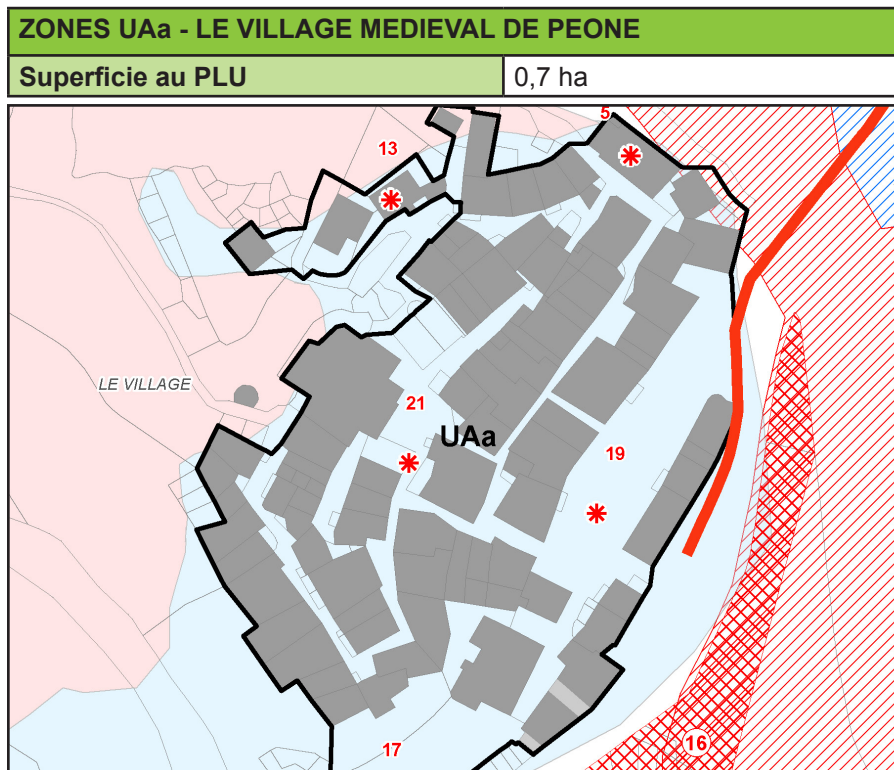 ZONES UAa - LE VILLAGE MEDIEVAL DE PEONE
Superficie au PLU 0,7 ha
5
13
LE VILLAGE
21
UAa
19
16
17